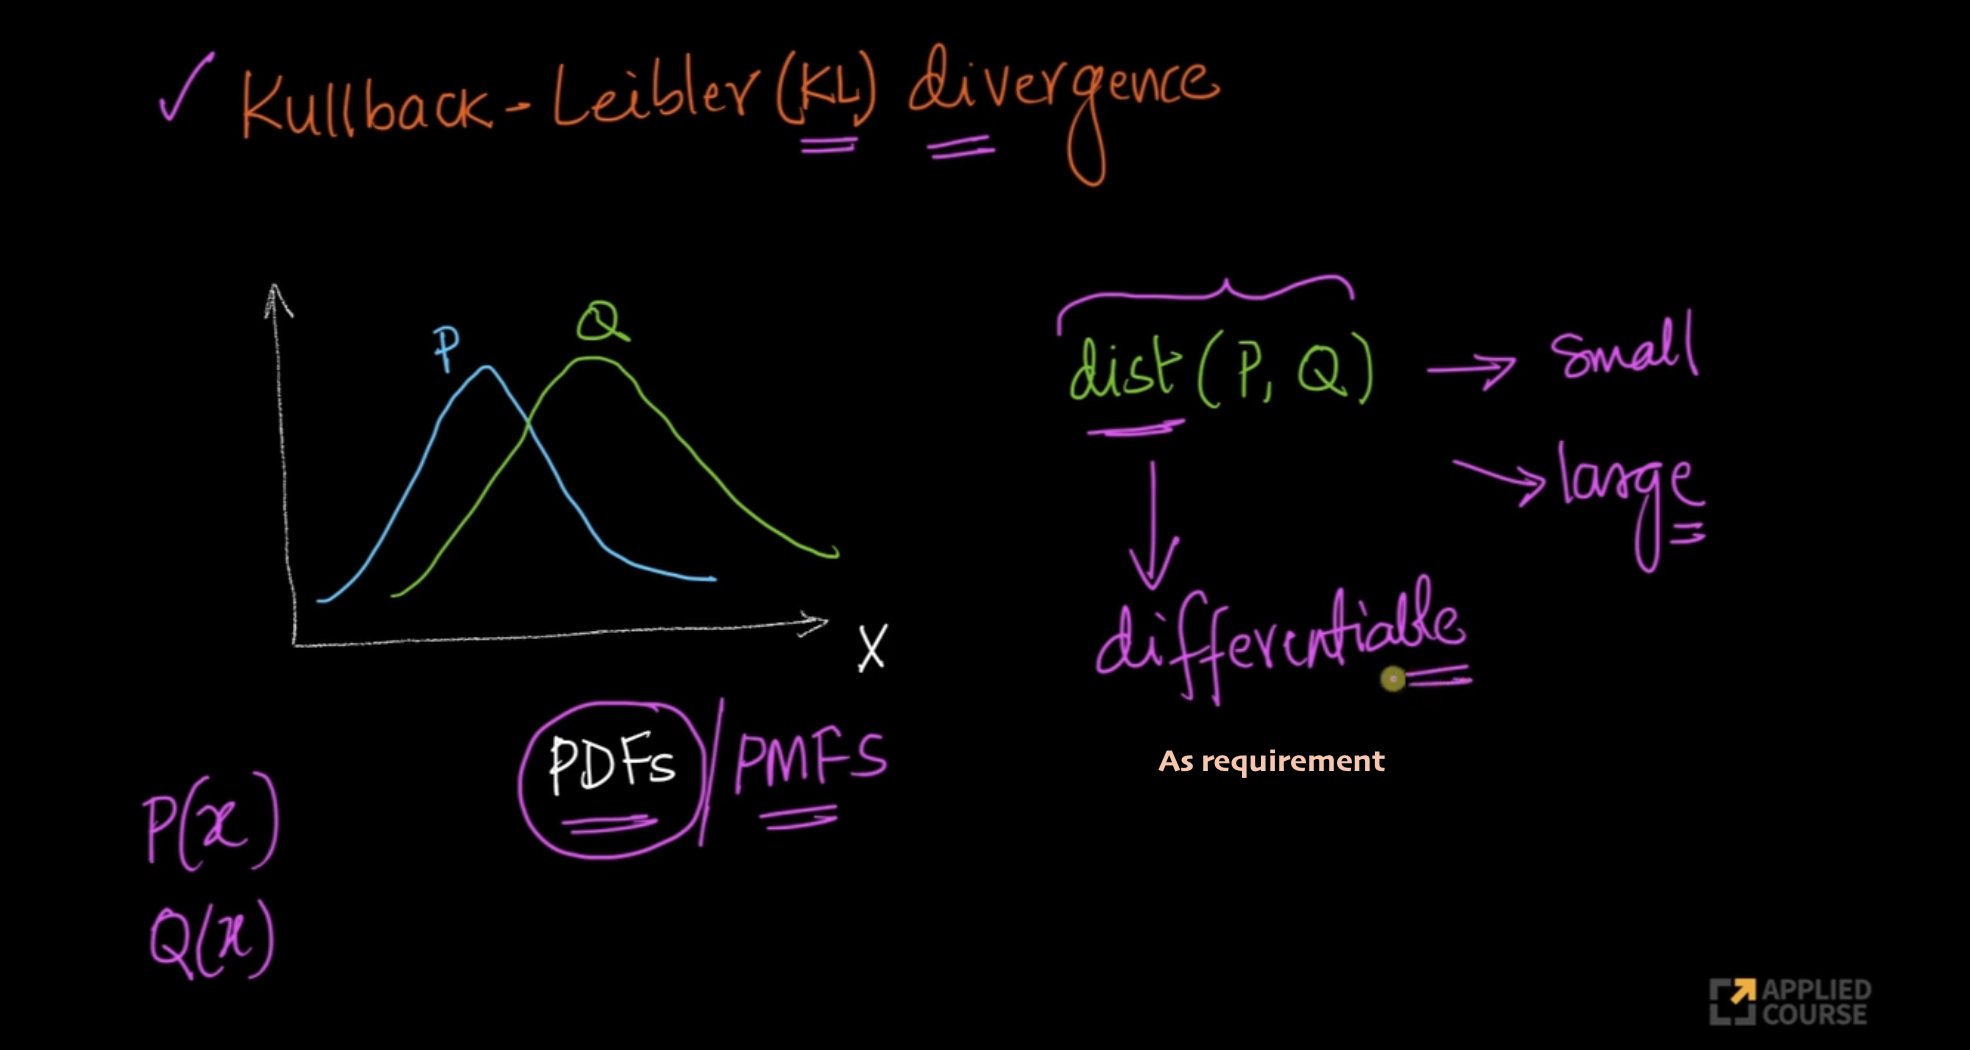 ✓ Kullback-Leibler (KL) divergence
P
Q
X
PDFs / PMFS
P(x)
Q(x)
dist (P, Q) → small
→ large
differentiable
As requirement
APPLIED
COURSE